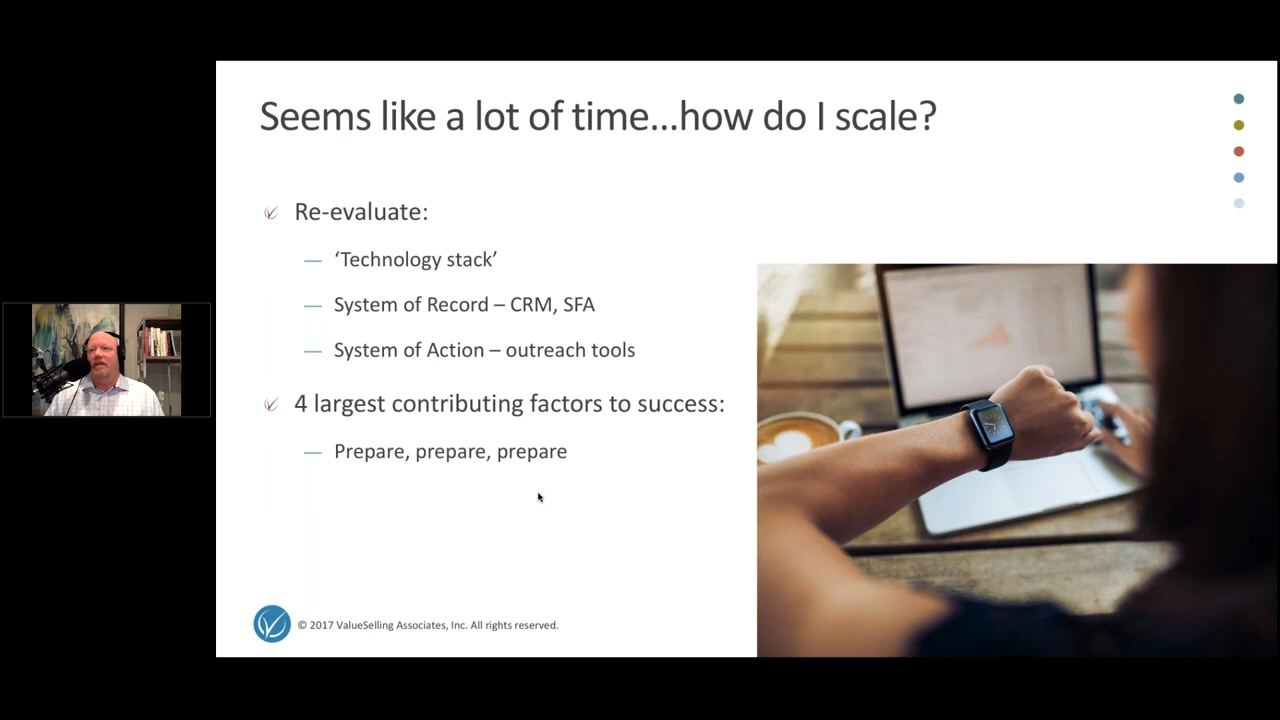 Seems like a lot of time...how do I scale?
Re-evaluate:
— ‘Technology stack’
— System of Record – CRM, SFA
— System of Action – outreach tools
4 largest contributing factors to success:
— Prepare, prepare, prepare
© 2017 ValueSelling Associates, Inc. All rights reserved.